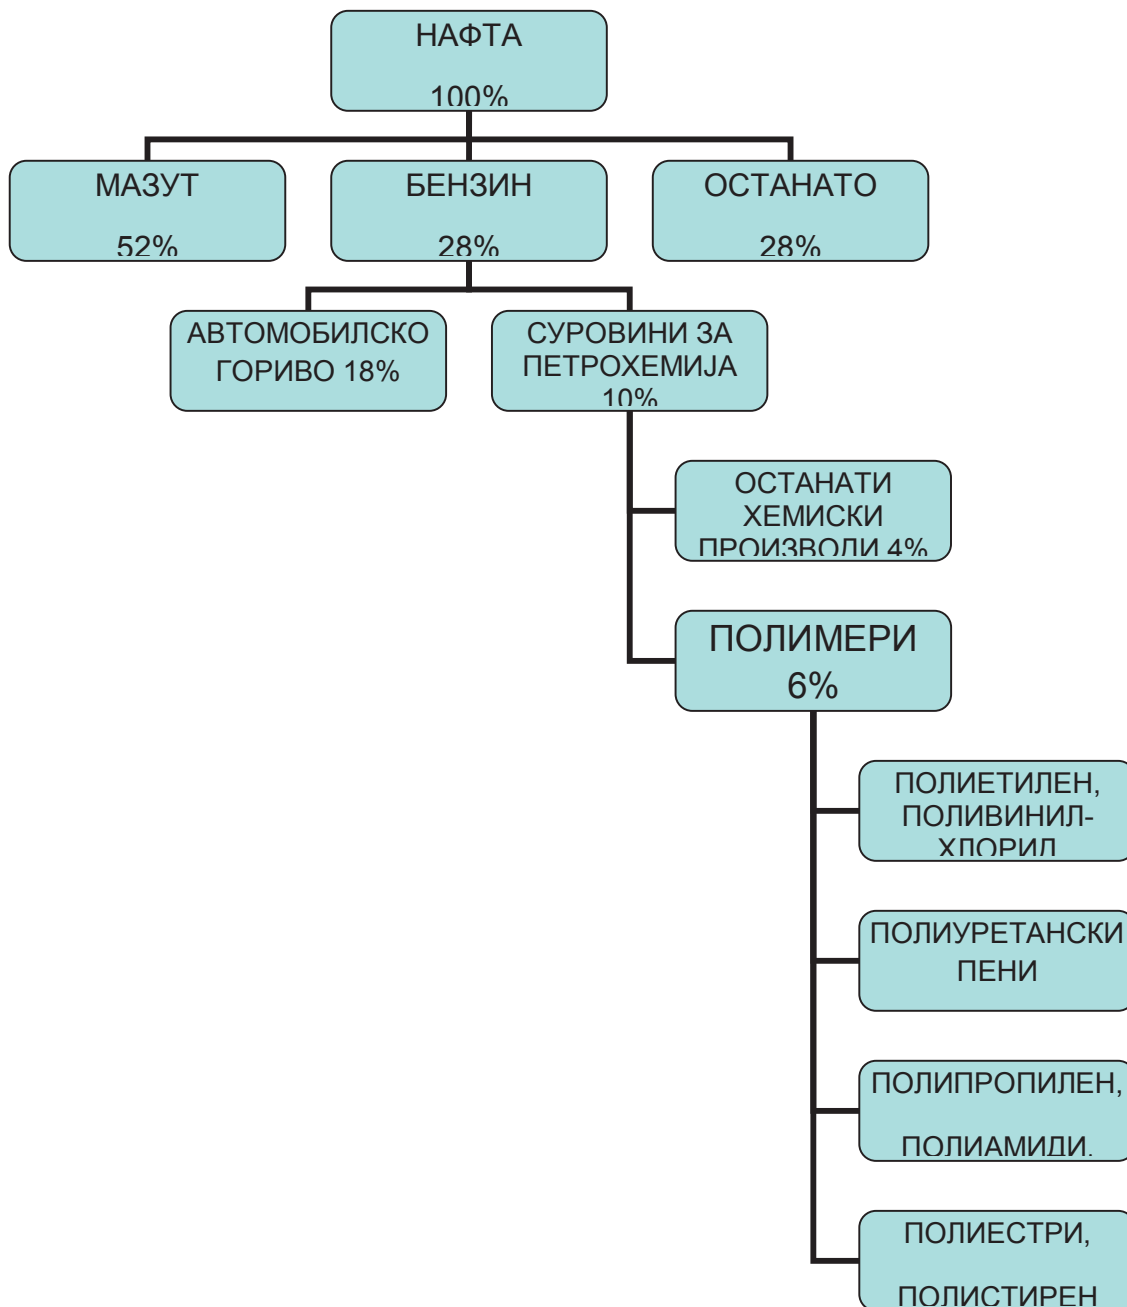 НАФТА
100%
МАЗУТ
52%
БЕНЗИН
28%
ОСТАНАТО
28%
АВТОМОБИЛСКО
ГОРИВО 18%
СУРОВИНИ ЗА
ПЕТРОХЕМИЈА
10%
ОСТАНАТИ
ХЕМИСКИ
ПРОИЗВОДИ 4%
ПОЛИМЕРИ
6%
ПОЛИЕТИЛЕН,
ПОЛИВИНИЛ-
ХЛОРИД
ПОЛИУРЕТАНСКИ
ПЕНИ
ПОЛИПРОПИЛЕН,
ПОЛИАМИДИ,
ПОЛИЕСТРИ,
ПОЛИСТИРЕН